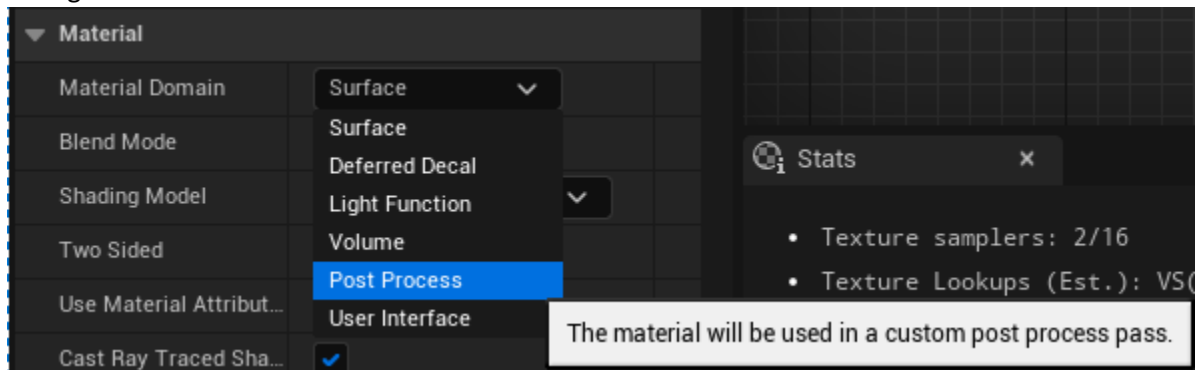 Material
Material Domain
Surface
Surface
Blend Mode
Deferred Decal
Stats
Shading Model
Light Function
Volume
Two Sided
Texture samplers: 2/16
Post Process
Texture Lookups (Est.): VS(
Use Material Attribut...
User Interface
The material will be used in a custom post process pass.
Cast Ray Traced Sha...